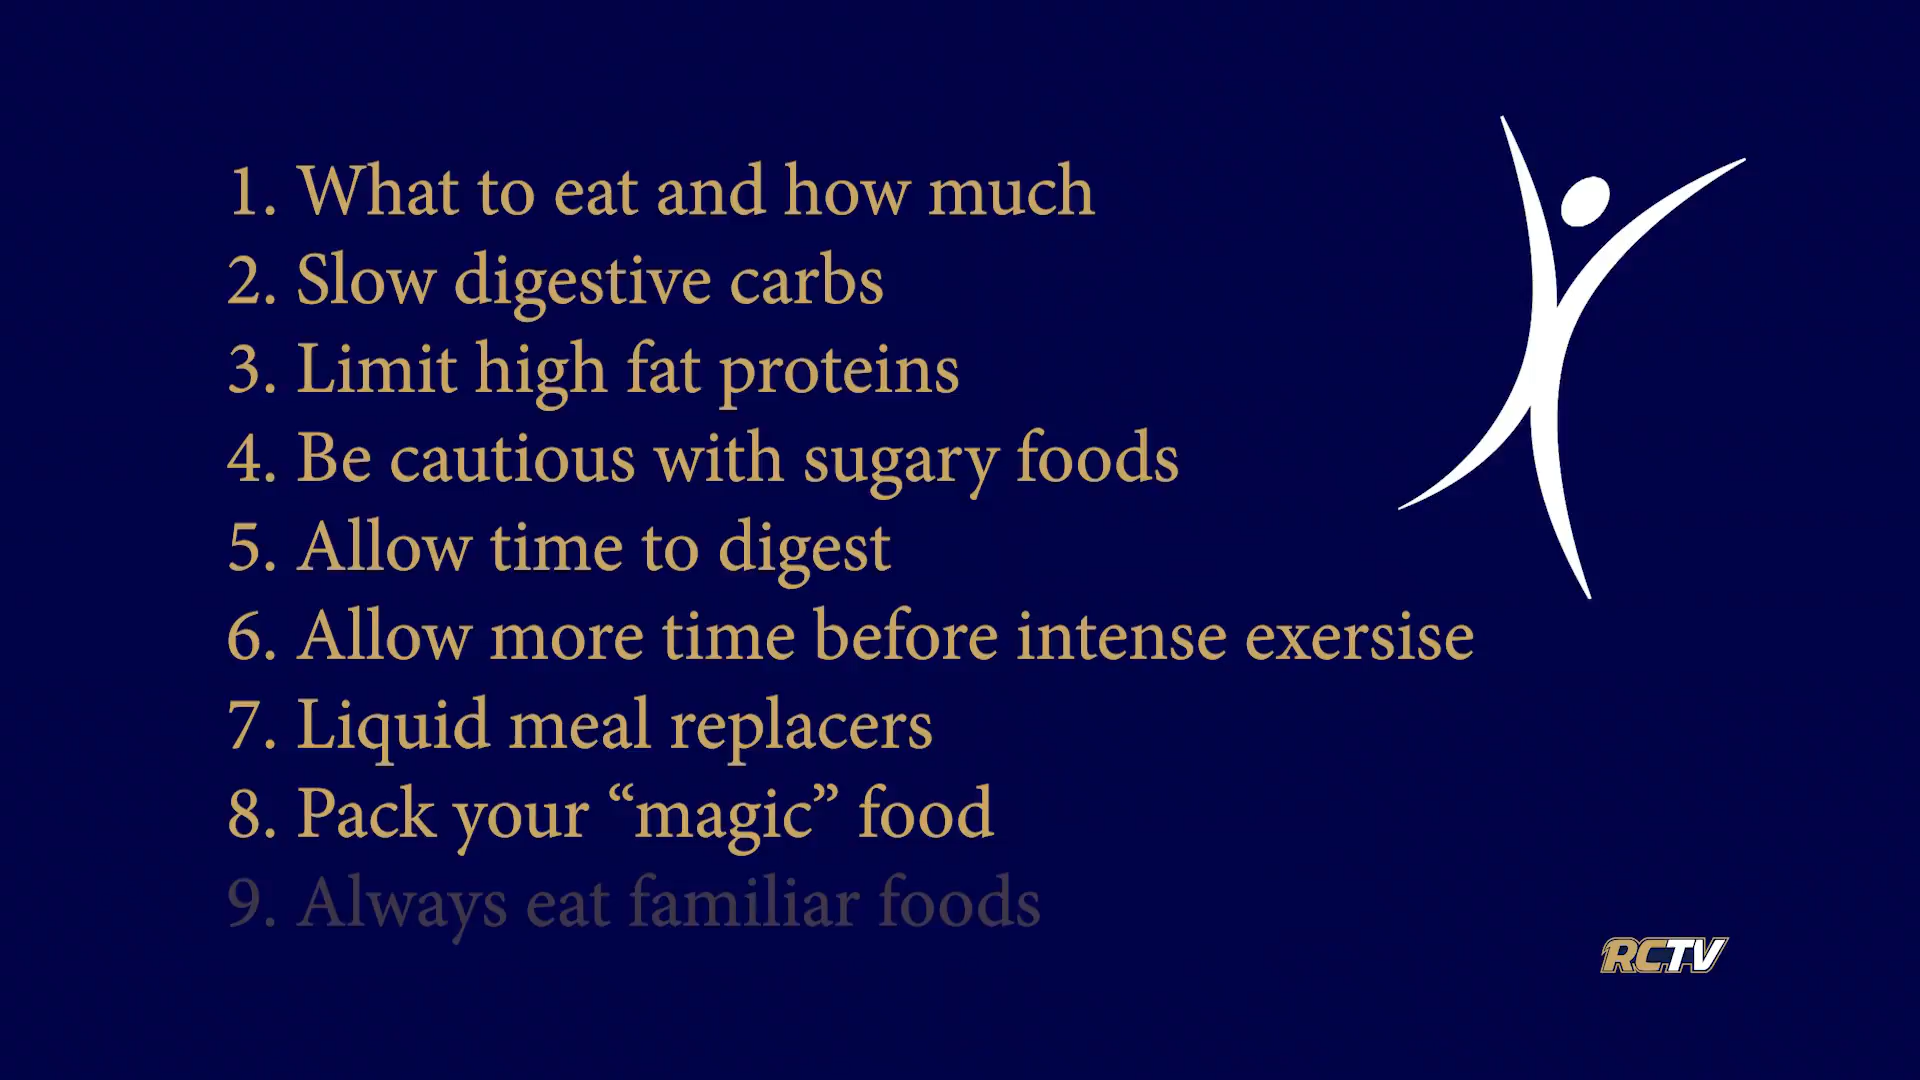 1. What to eat and how much
2. Slow digestive carbs
3. Limit high fat proteins
4. Be cautious with sugary foods
5. Allow time to digest
6. Allow more time before intense exersise
7. Liquid meal replacers
8. Pack your “magic” food
9. Always eat familiar foods
RCTV